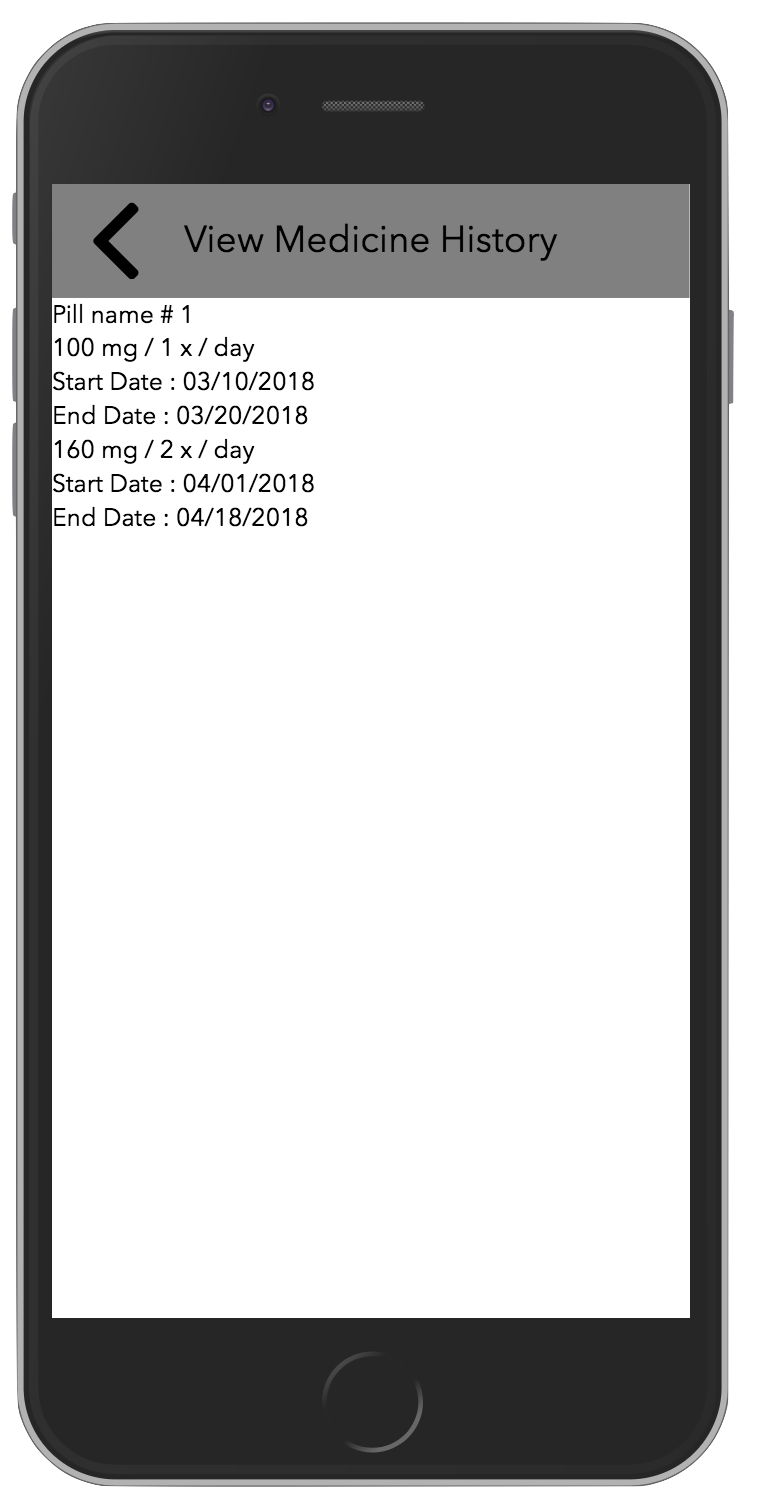 View Medicine History
Pill name # 1
100 mg / 1 x / day
Start Date : 03/10/2018
End Date : 03/20/2018
160 mg / 2 x / day
Start Date : 04/01/2018
End Date : 04/18/2018